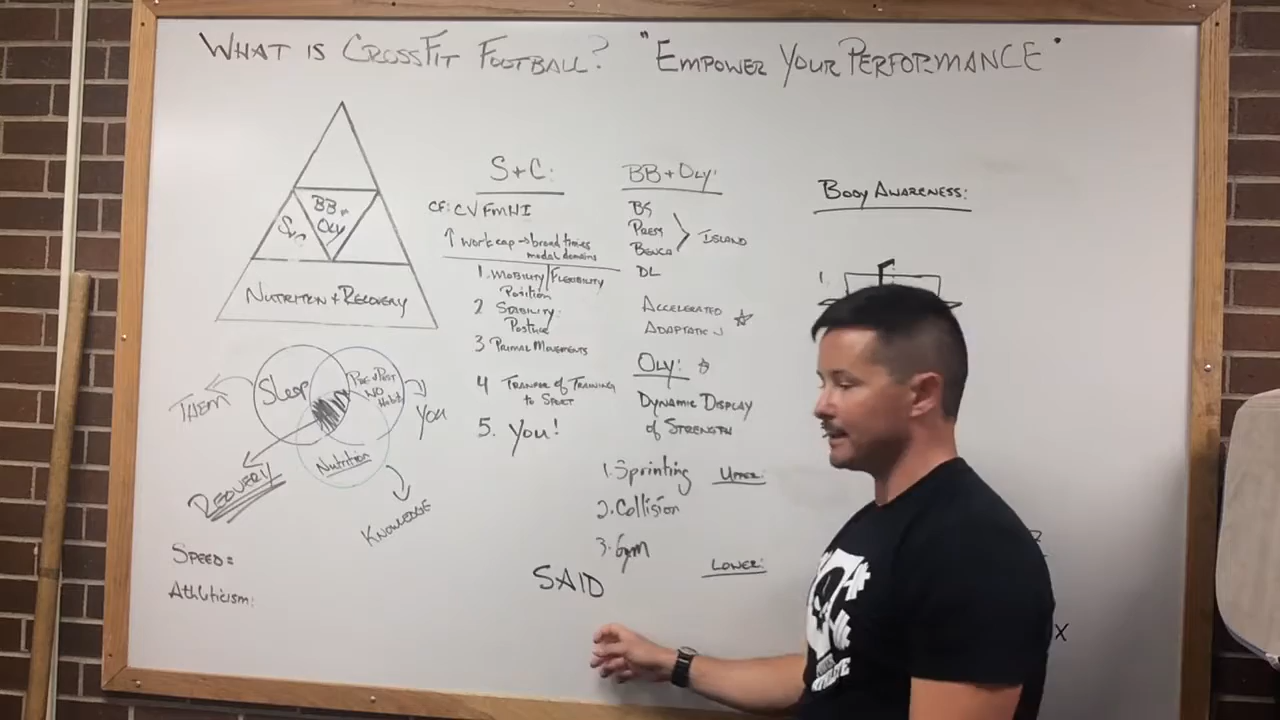 WHAT IS CROSSFIT FOOTBALL? "EMPOWER YOUR PERFORMANCE"
BB+
OLY
NUTRITION + RECOVERY
Sleep
PRE + POST
WO
Habits
Nutrition
THEM
YOU
KNOWLEDGE
RECOVERY
SPEED=
Athleticism:
S+C:
CF: CVFMHI
↑ work cap → broad times
modal domains
1. MOBILITY/FLEXIBILITY
Position
2 STABILITY
Posture
3 PRIMAL MOVEMENTS
4 TRANSFER OF TRAINING
to SPORT
5. YOU!
BB + OLY:
BS
PRESS
BENCH
ISLAND
DL
ACCELERATED
ADAPTATION
OLY:
DYNAMIC DISPLAY
of STRENGTH
1. Sprinting
2. Collision
3. Gym
SAID
UPPER:
LOWER:
BODY AWARENESS:
1.
X